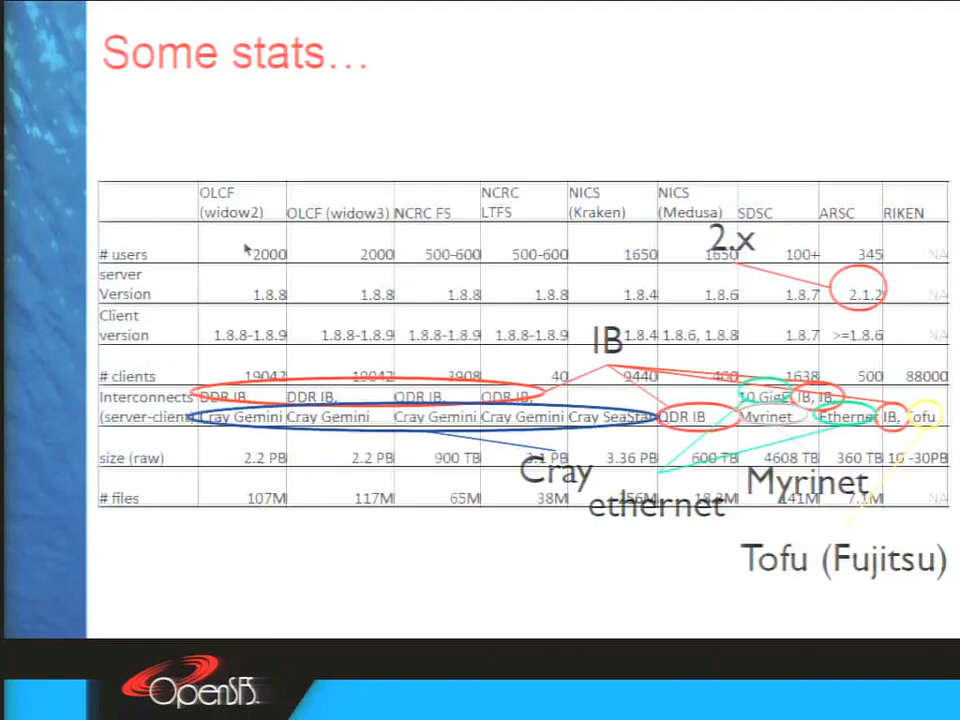 Some stats...
OLCF (widow2) OLCF (widow3) NCRC FS NCRC LTFS NICS (Kraken) NICS (Medusa) SDSC ARSC RIKEN
# users 2000 2000 500-600 500-600 1650 1650 100+ 345 NA
server Version 1.8.8 1.8.8 1.8.8 1.8.8 1.8.4 1.8.6 1.8.7 2.1.2 NA
Client version 1.8.8-1.8.9 1.8.8-1.8.9 1.8.8-1.8.9 1.8.8-1.8.9 1.8.4 1.8.6, 1.8.8 1.8.7 >=1.8.6 NA
# clients 19042 19042 3908 40 9440 400 1638 500 88000
Interconnects DDR IB, DDR IB, QDR IB, QDR IB, 10 GigE IB, IB,
(server-client Cray Gemini Cray Gemini Cray Gemini Cray Gemini Cray SeaStar QDR IB Myrinet Ethernet IB, Tofu
size (raw) 2.2 PB 2.2 PB 900 TB 3.1 PB 3.36 PB 600 TB 4608 TB 360 TB 10 -30PB
# files 107M 117M 65M 38M 141M NA
2.x
IB
Cray
ethernet
Myrinet
Tofu (Fujitsu)
OpenSFS